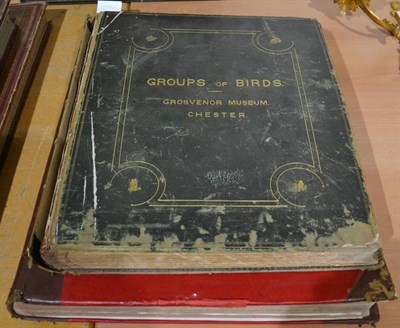 GROUPS OF BIRDS.
GROSVENOR MUSEUM.
CHESTER